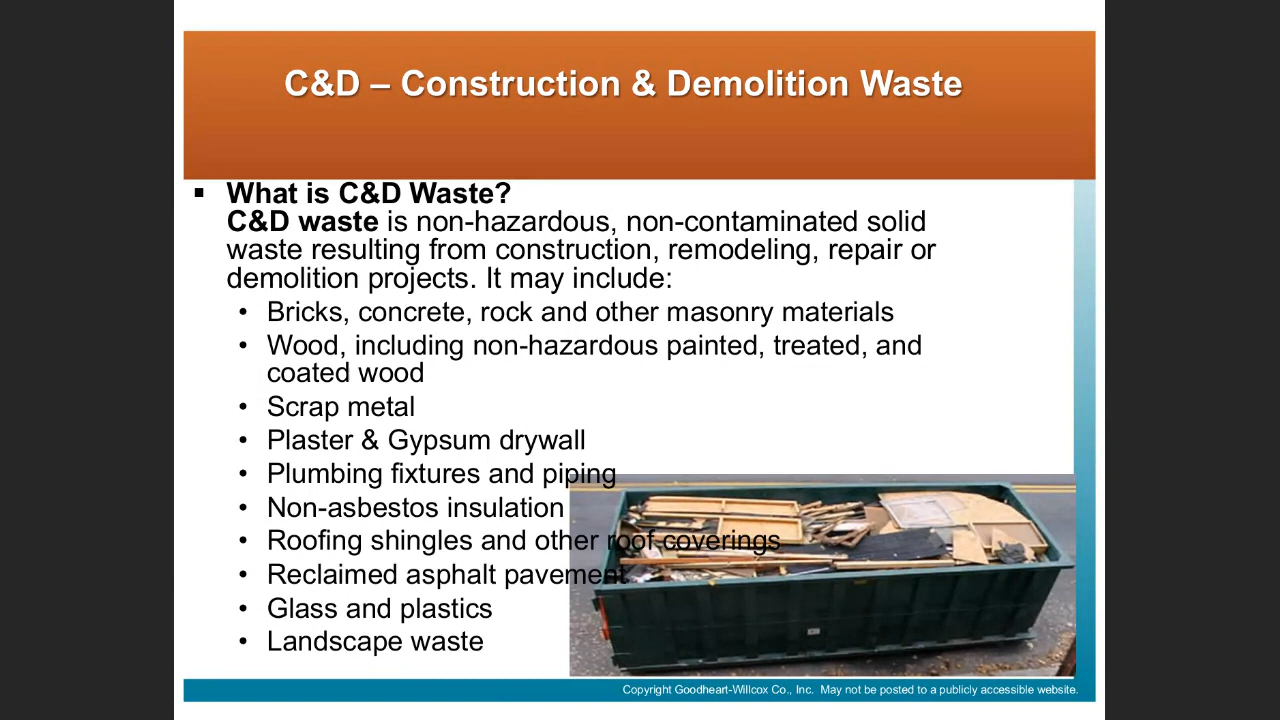 C&D – Construction & Demolition Waste
▪ What is C&D Waste?
C&D waste is non-hazardous, non-contaminated solid
waste resulting from construction, remodeling, repair or
demolition projects. It may include:
• Bricks, concrete, rock and other masonry materials
• Wood, including non-hazardous painted, treated, and
coated wood
• Scrap metal
• Plaster & Gypsum drywall
• Plumbing fixtures and piping
• Non-asbestos insulation
• Roofing shingles and other roof coverings
• Reclaimed asphalt pavement
• Glass and plastics
• Landscape waste
Copyright Goodheart-Willcox Co., Inc. May not be posted to a publicly accessible website.